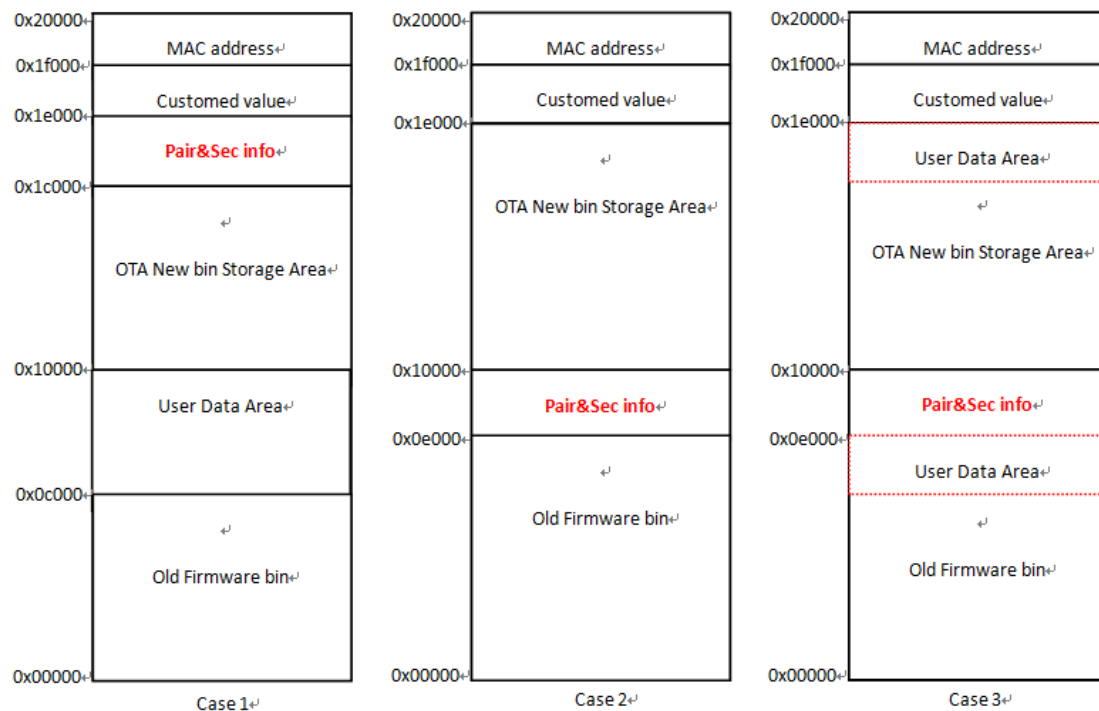 0x20000
MAC address
0x1f000
Customed value
0x1e000
Pair&Sec info
0x1c000
OTA New bin Storage Area
0x10000
User Data Area
0x0c000
Old Firmware bin
0x00000
Case 1
0x20000
MAC address
0x1f000
Customed value
0x1e000
OTA New bin Storage Area
0x10000
Pair&Sec info
0x0e000
Old Firmware bin
0x00000
Case 2
0x20000
MAC address
0x1f000
Customed value
0x1e000
User Data Area
OTA New bin Storage Area
0x10000
Pair&Sec info
0x0e000
User Data Area
Old Firmware bin
0x00000
Case 3